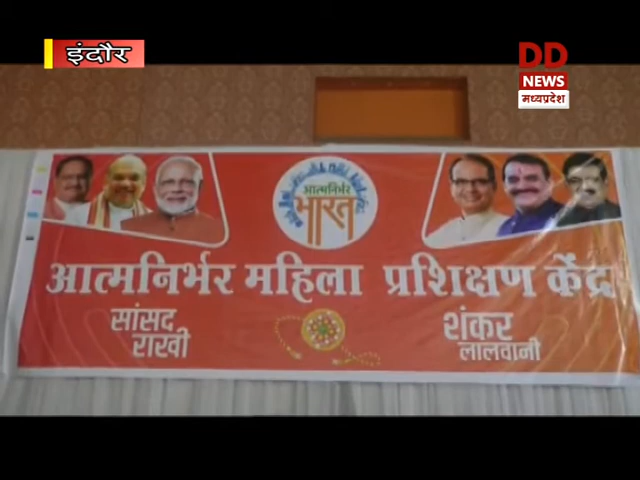 इंदौर
DD
NEWS
मध्यप्रदेश
आत्मनिर्भर
भारत
आत्मनिर्भर महिला प्रशिक्षण केंद्र
सांसद
राखी
शंकर
लालवानी